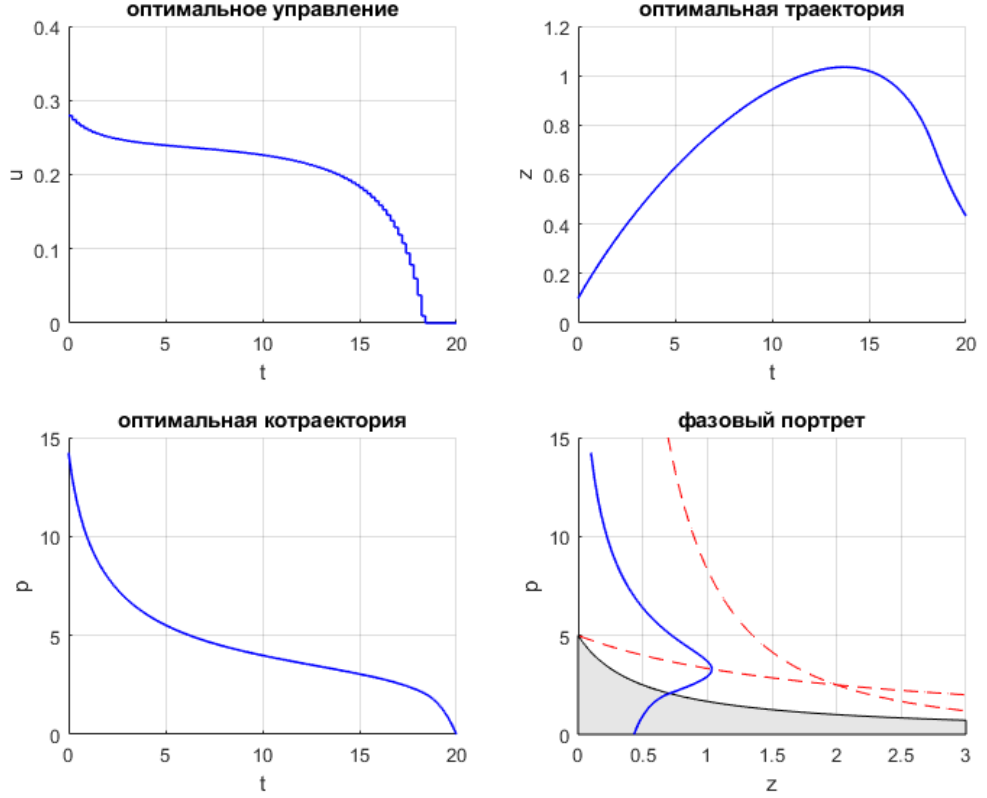 оптимальное управление
0.4
0.3
0.2
0.1
0
u
0 5 10 15 20
t
оптимальная траектория
1.2
1
0.8
0.6
0.4
0.2
0
z
0 5 10 15 20
t
оптимальная котраектория
15
10
5
0
p
0 5 10 15 20
t
фазовый портрет
15
10
5
0
p
0 0.5 1 1.5 2 2.5 3
z